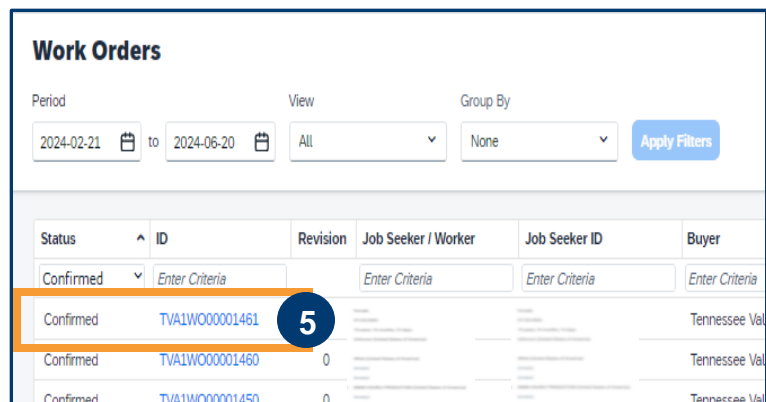 Work Orders
Period View Group By
2024-02-21 to 2024-06-20 All None Apply Filters
Status ID Revision Job Seeker / Worker Job Seeker ID Buyer
Confirmed Enter Criteria Enter Criteria Enter Criteria Enter Criteria
Confirmed TVA1WO00001461 5 Tennessee Val
Confirmed TVA1WO00001460 0 Tennessee Val
Confirmed TVA1WO00001450 0 Tennessee Val